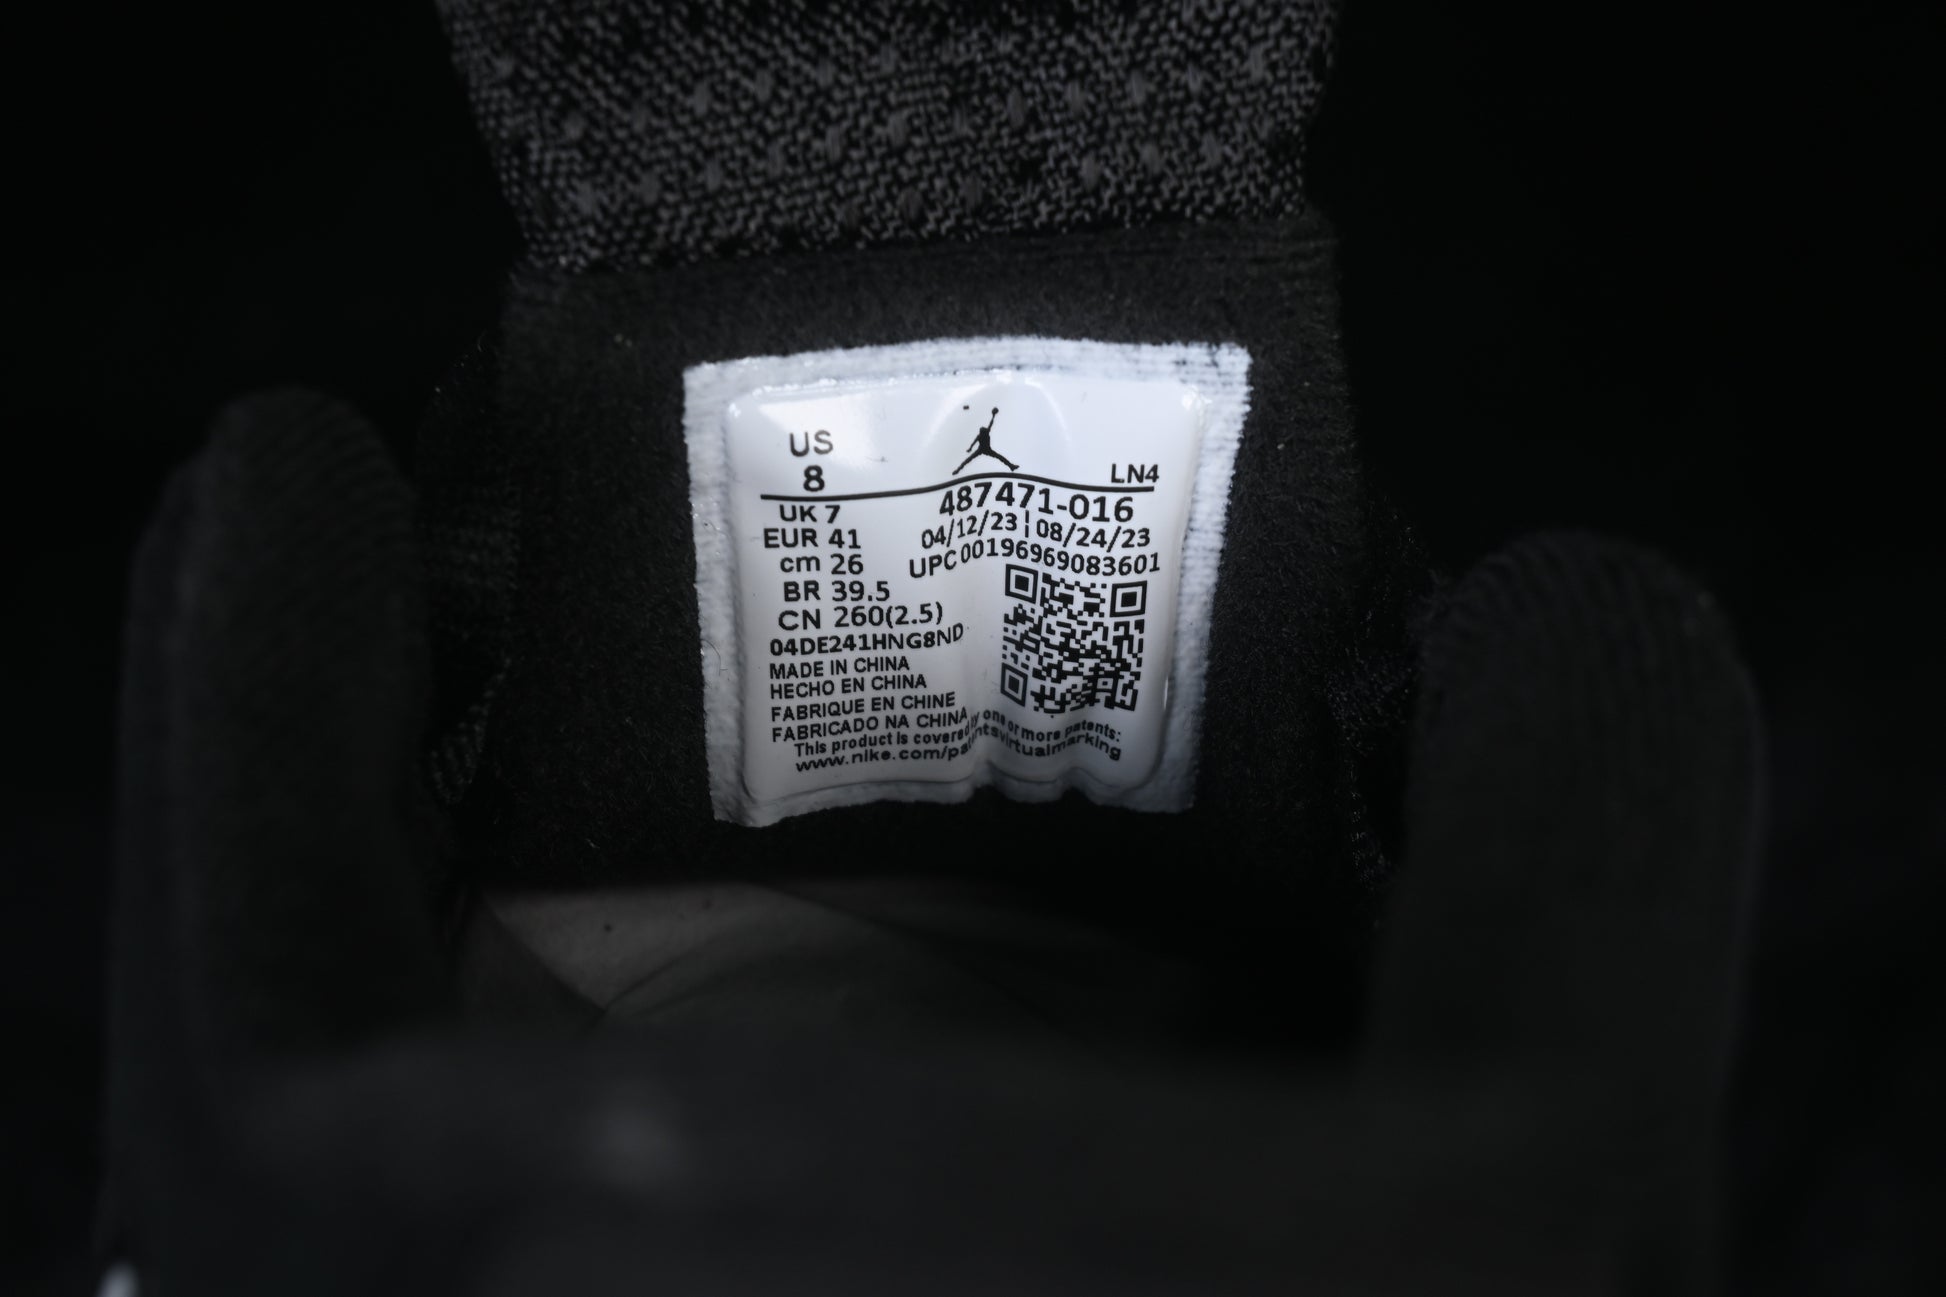 US
8
LN4
UK 7
EUR 41
cm 26
BR 39.5
CN 260(2.5)
04DE241HNG8ND
MADE IN CHINA
HECHO EN CHINA
FABRIQUE EN CHINE
FABRICADO NA CHINA
487471-016
04/12/23 ¦ 08/24/23
UPC 00196969083601
This product is covered by one or more patents:
www.nike.com/patentsvirtualmarking